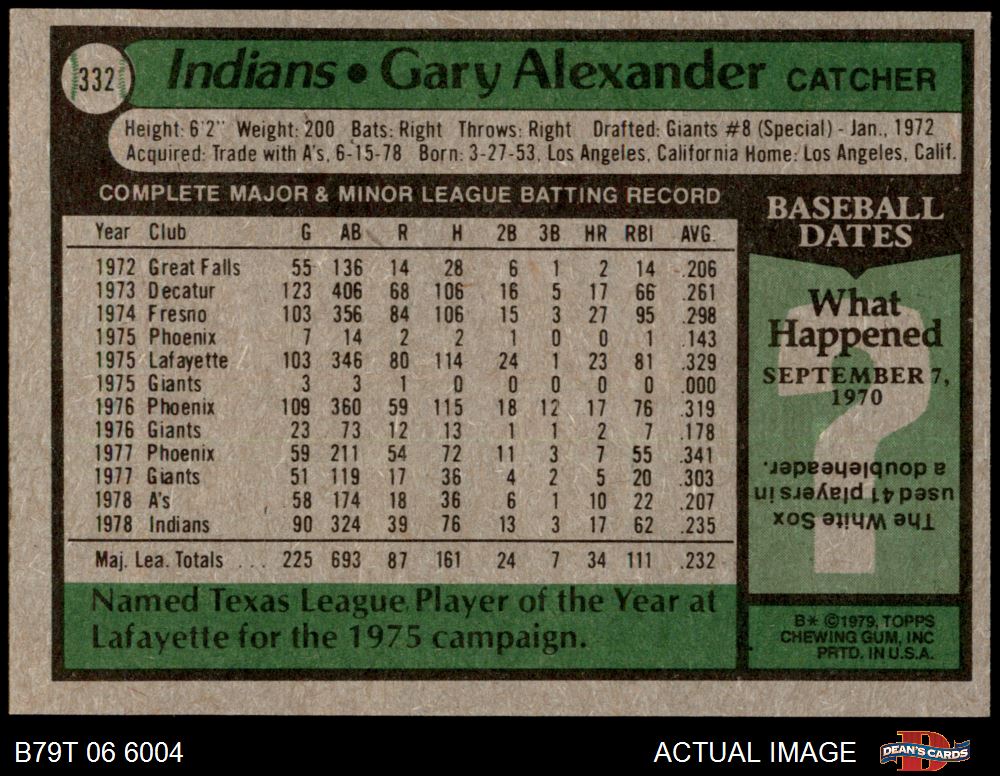 332 Indians • Gary Alexander CATCHER
Height: 6'2" Weight: 200 Bats: Right Throws: Right Drafted: Giants #8 (Special) - Jan., 1972
Acquired: Trade with A's, 6-15-78 Born: 3-27-53, Los Angeles, California Home: Los Angeles, Calif.
COMPLETE MAJOR & MINOR LEAGUE BATTING RECORD
Year Club G AB R H 2B 3B HR RBI AVG.
1972 Great Falls 55 136 14 28 6 1 2 14 .206
1973 Decatur 123 406 68 106 16 5 17 66 .261
1974 Fresno 103 356 84 106 15 3 27 95 .298
1975 Phoenix 7 14 2 2 1 0 0 1 .143
1975 Lafayette 103 346 80 114 24 1 23 81 .329
1975 Giants 3 3 1 0 0 0 0 0 .000
1976 Phoenix 109 360 59 115 18 12 17 76 .319
1976 Giants 23 73 12 13 1 1 2 7 .178
1977 Phoenix 59 211 54 72 11 3 7 55 .341
1977 Giants 51 119 17 36 4 2 5 20 .303
1978 A's 58 174 18 36 6 1 10 22 .207
1978 Indians 90 324 39 76 13 3 17 62 .235
Maj. Lea. Totals ... 225 693 87 161 24 7 34 111 .232
Named Texas League Player of the Year at
Lafayette for the 1975 campaign.
BASEBALL
DATES
What
Happened
SEPTEMBER 7,
1970
?
The White Sox
used 41 players in
a doubleheader.
B* ©1979, TOPPS
CHEWING GUM, INC
PRTD. IN U.S.A.
B79T 06 6004
ACTUAL IMAGE
D
DEAN'S CARDS